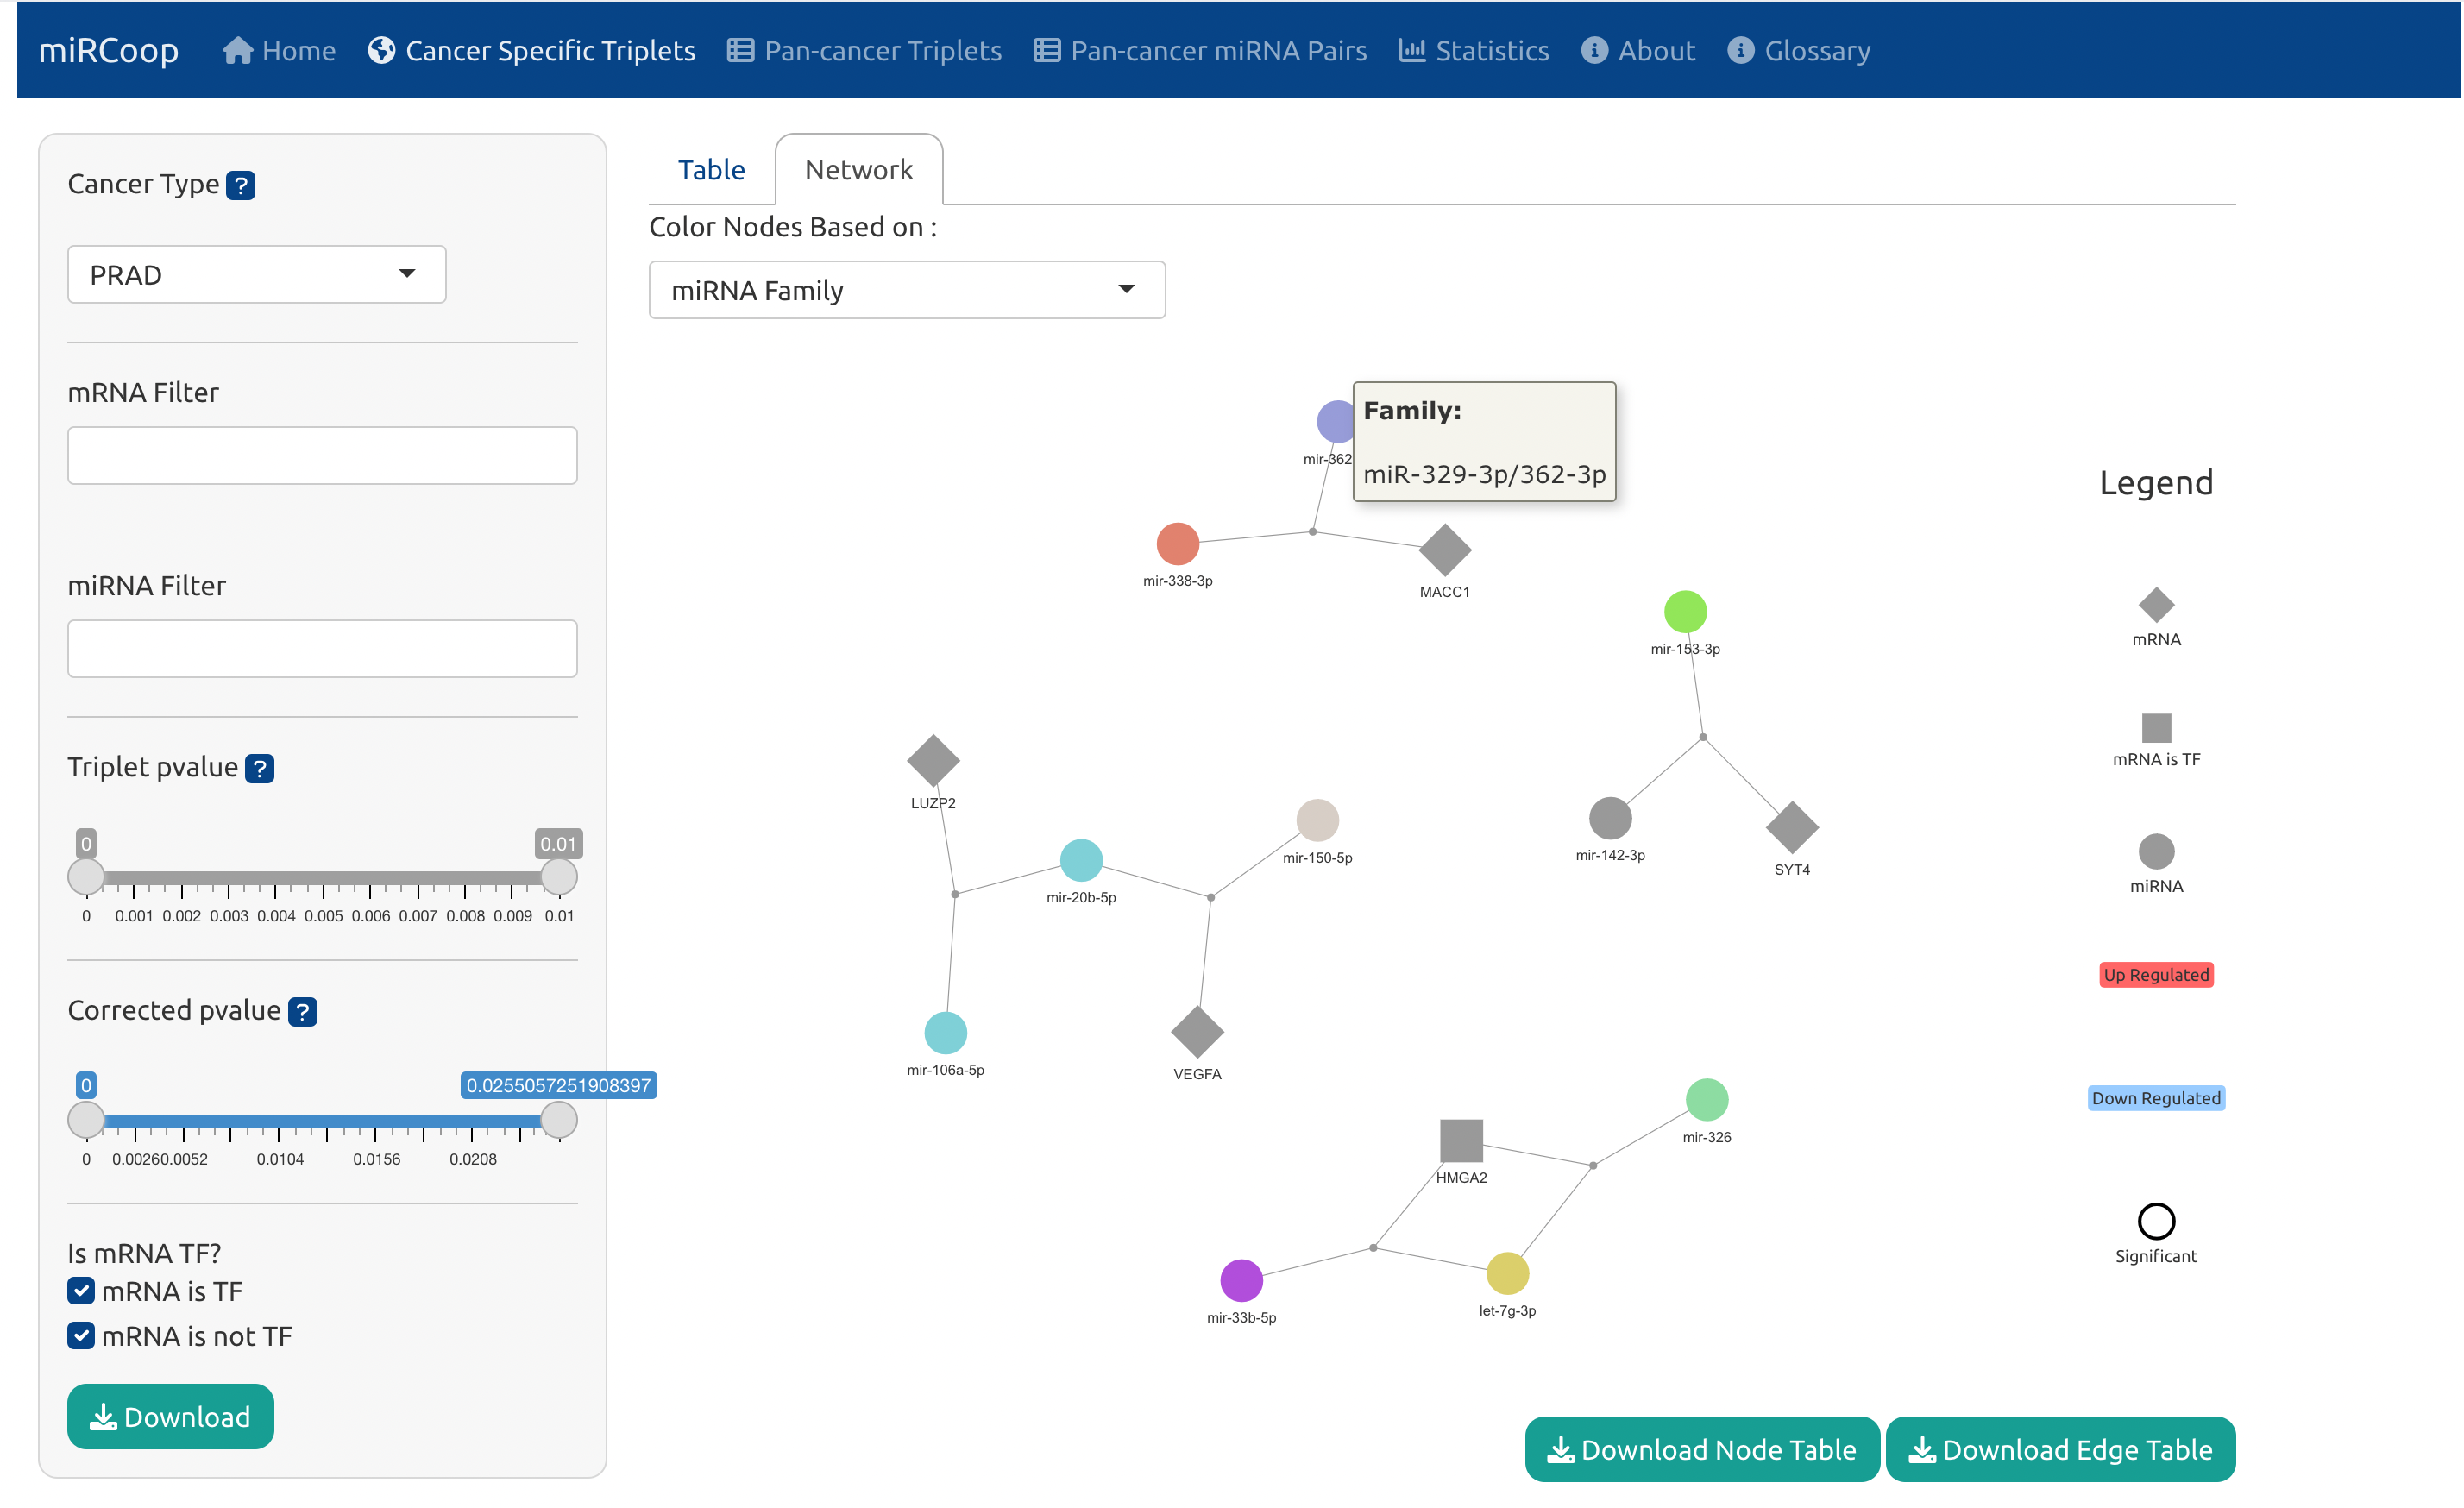 miRCoop Home Cancer Specific Triplets Pan-cancer Triplets Pan-cancer miRNA Pairs Statistics About Glossary
Cancer Type ?
PRAD
mRNA Filter
miRNA Filter
Triplet pvalue ?
0 0.01
0 0.001 0.002 0.003 0.004 0.005 0.006 0.007 0.008 0.009 0.01
Corrected pvalue ?
0 0.0255057251908397
0 0.0026 0.0052 0.0104 0.0156 0.0208
Is mRNA TF?
mRNA is TF
mRNA is not TF
Download
Table Network
Color Nodes Based on :
miRNA Family
Family:
miR-329-3p/362-3p
mir-362
mir-338-3p
MACC1
mir-153-3p
LUZP2
mir-20b-5p
mir-150-5p
mir-142-3p
SYT4
mir-106a-5p
VEGFA
mir-326
HMGA2
mir-33b-5p
let-7g-3p
Legend
mRNA
mRNA is TF
miRNA
Up Regulated
Down Regulated
Significant
Download Node Table Download Edge Table